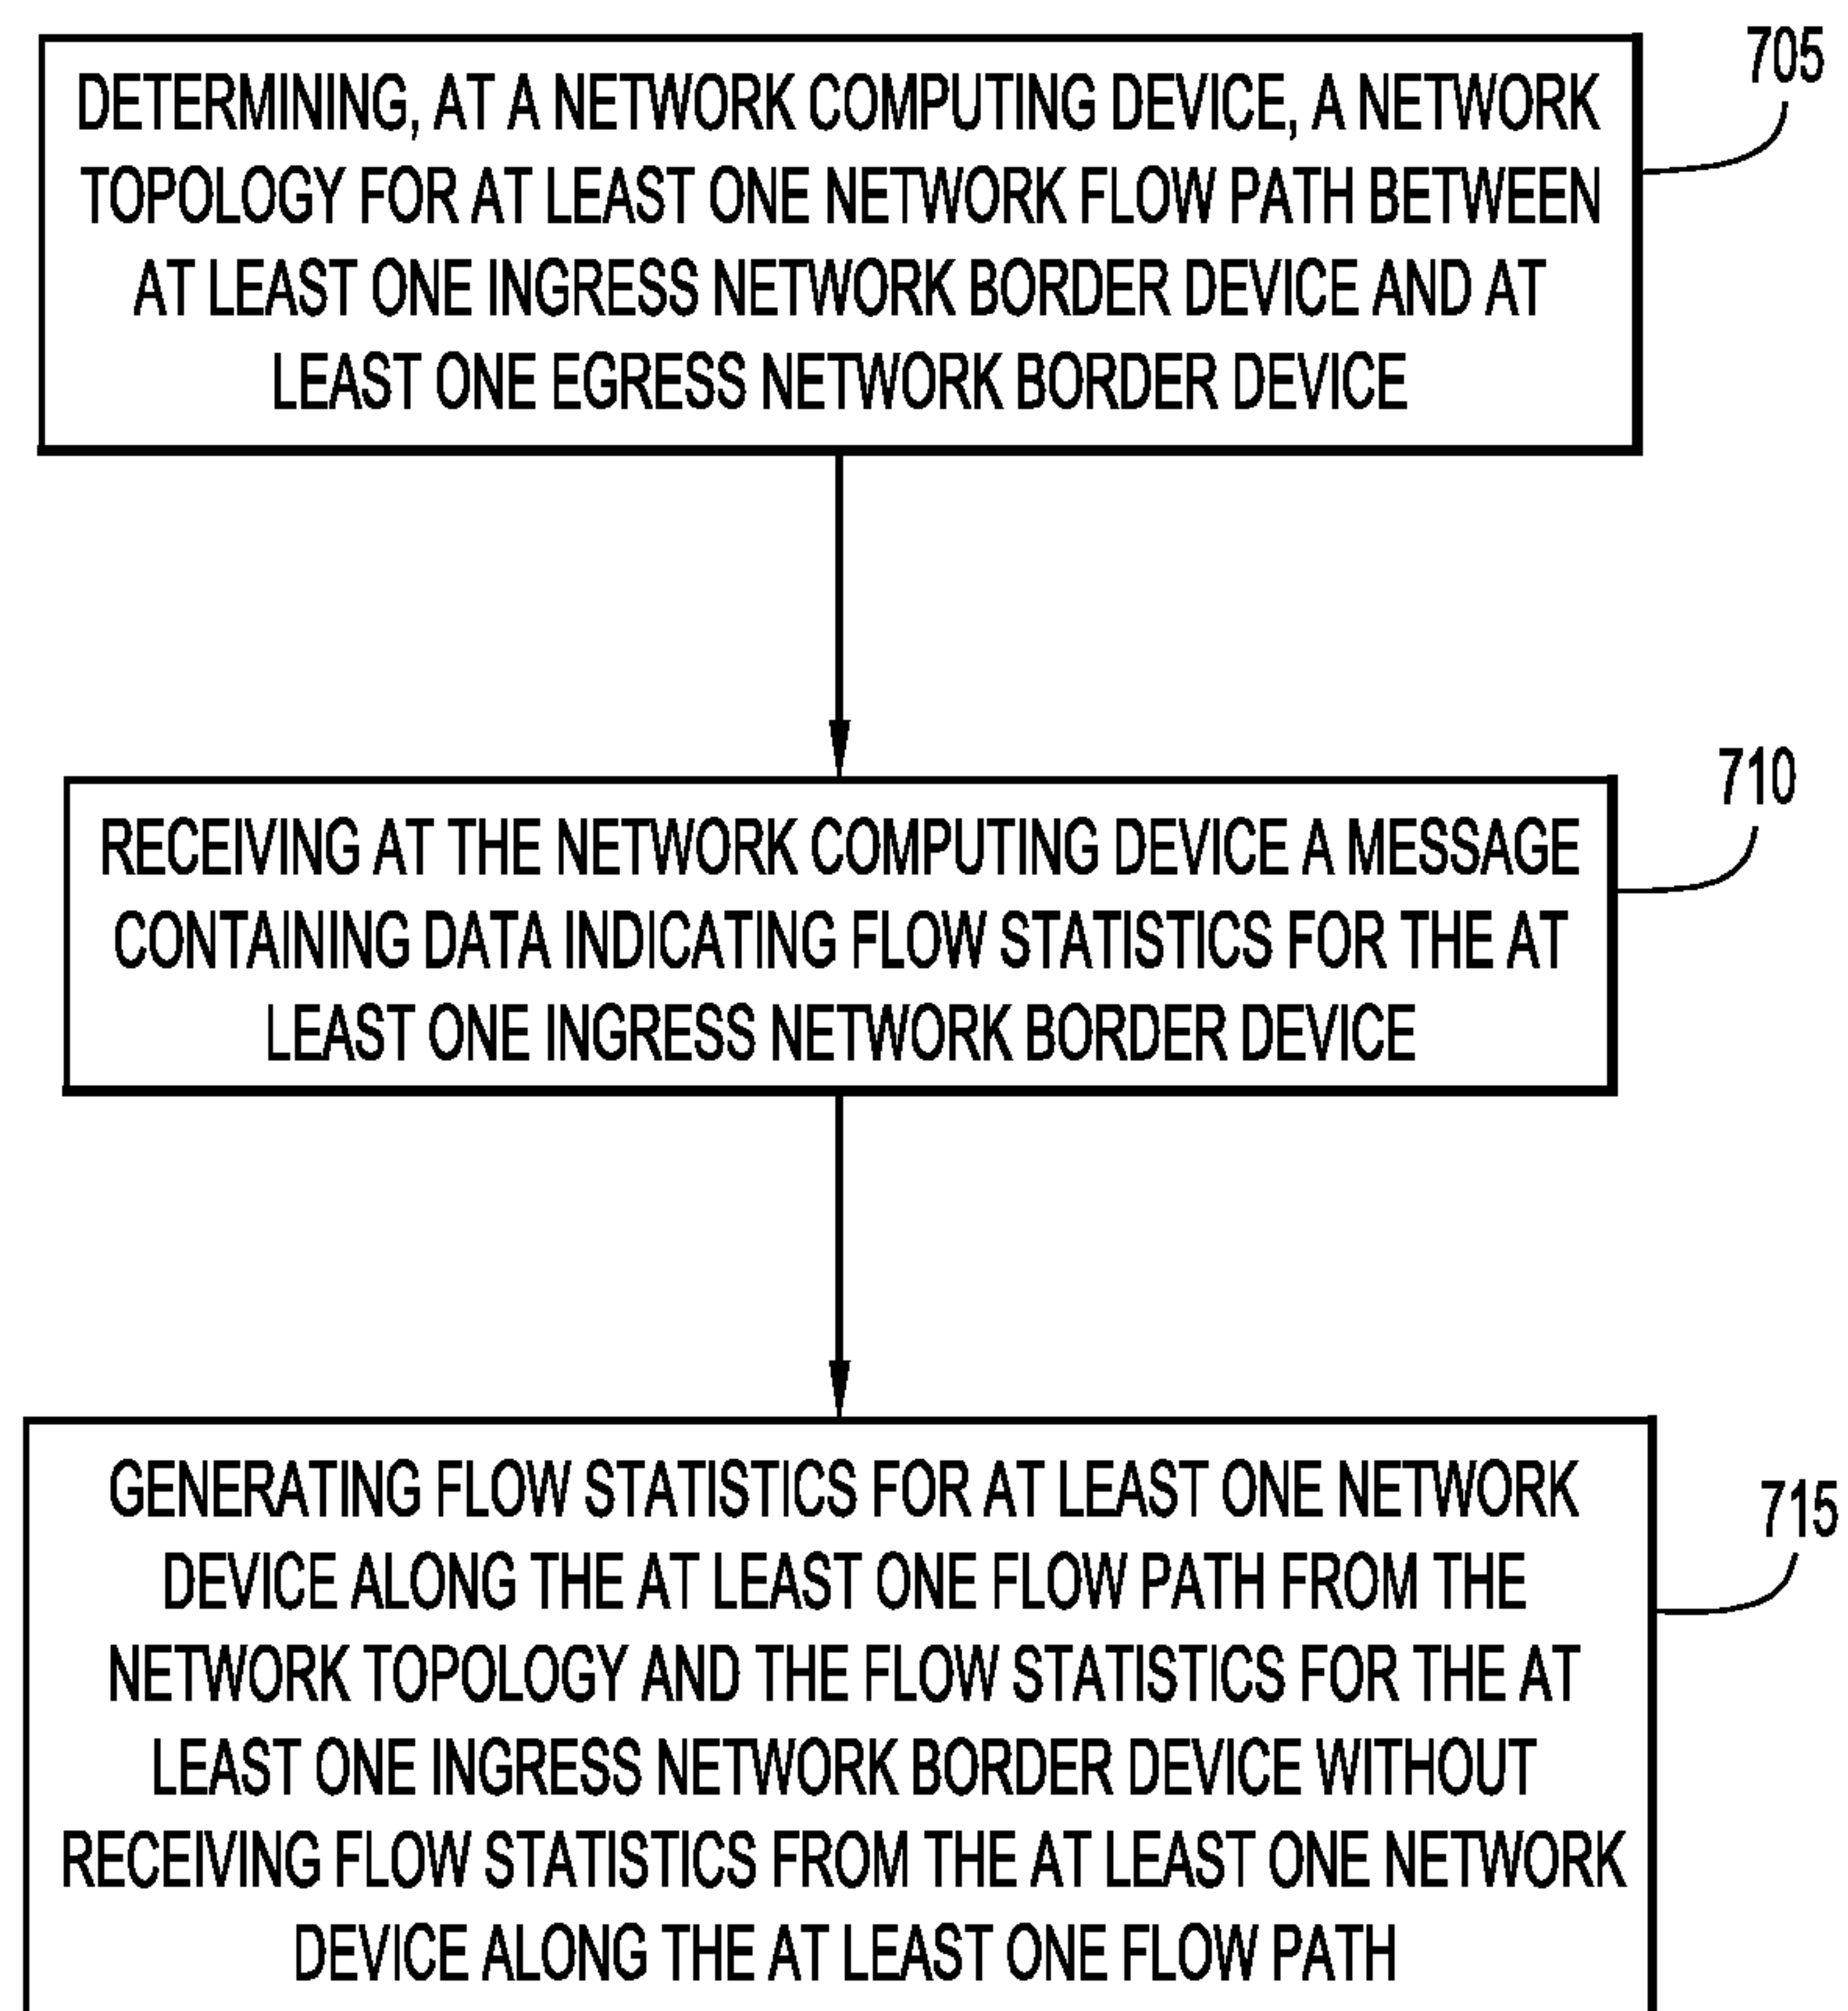 705
DETERMINING, AT A NETWORK COMPUTING DEVICE, A NETWORK
TOPOLOGY FOR AT LEAST ONE NETWORK FLOW PATH BETWEEN
AT LEAST ONE INGRESS NETWORK BORDER DEVICE AND AT
LEAST ONE EGRESS NETWORK BORDER DEVICE
710
RECEIVING AT THE NETWORK COMPUTING DEVICE A MESSAGE
CONTAINING DATA INDICATING FLOW STATISTICS FOR THE AT
LEAST ONE INGRESS NETWORK BORDER DEVICE
715
GENERATING FLOW STATISTICS FOR AT LEAST ONE NETWORK
DEVICE ALONG THE AT LEAST ONE FLOW PATH FROM THE
NETWORK TOPOLOGY AND THE FLOW STATISTICS FOR THE AT
LEAST ONE INGRESS NETWORK BORDER DEVICE WITHOUT
RECEIVING FLOW STATISTICS FROM THE AT LEAST ONE NETWORK
DEVICE ALONG THE AT LEAST ONE FLOW PATH